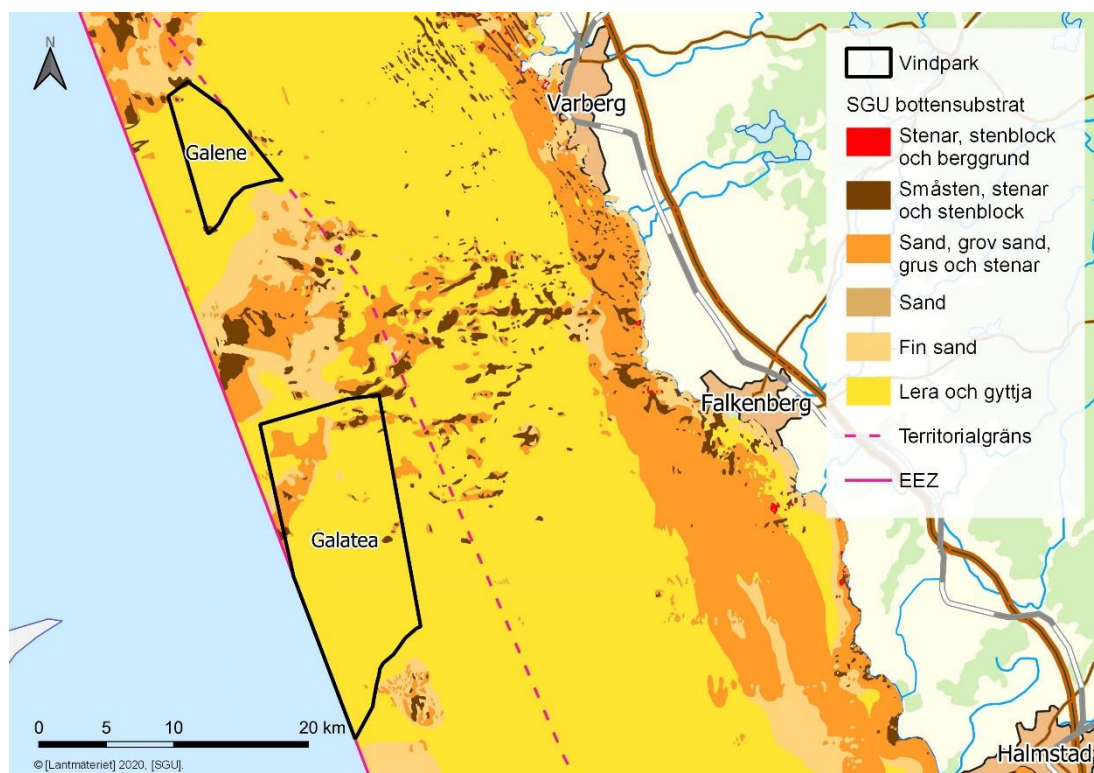 N
Varberg
Galene
Falkenberg
Galatea
Halmstad
Vindpark
SGU bottensubstrat
Stenar, stenblock
och berggrund
Småsten, stenar
och stenblock
Sand, grov sand,
grus och stenar
Sand
Fin sand
Lera och gyttja
Territorialgräns
EEZ
0 5 10 20 km
© [Lantmäteriet] 2020, [SGU].